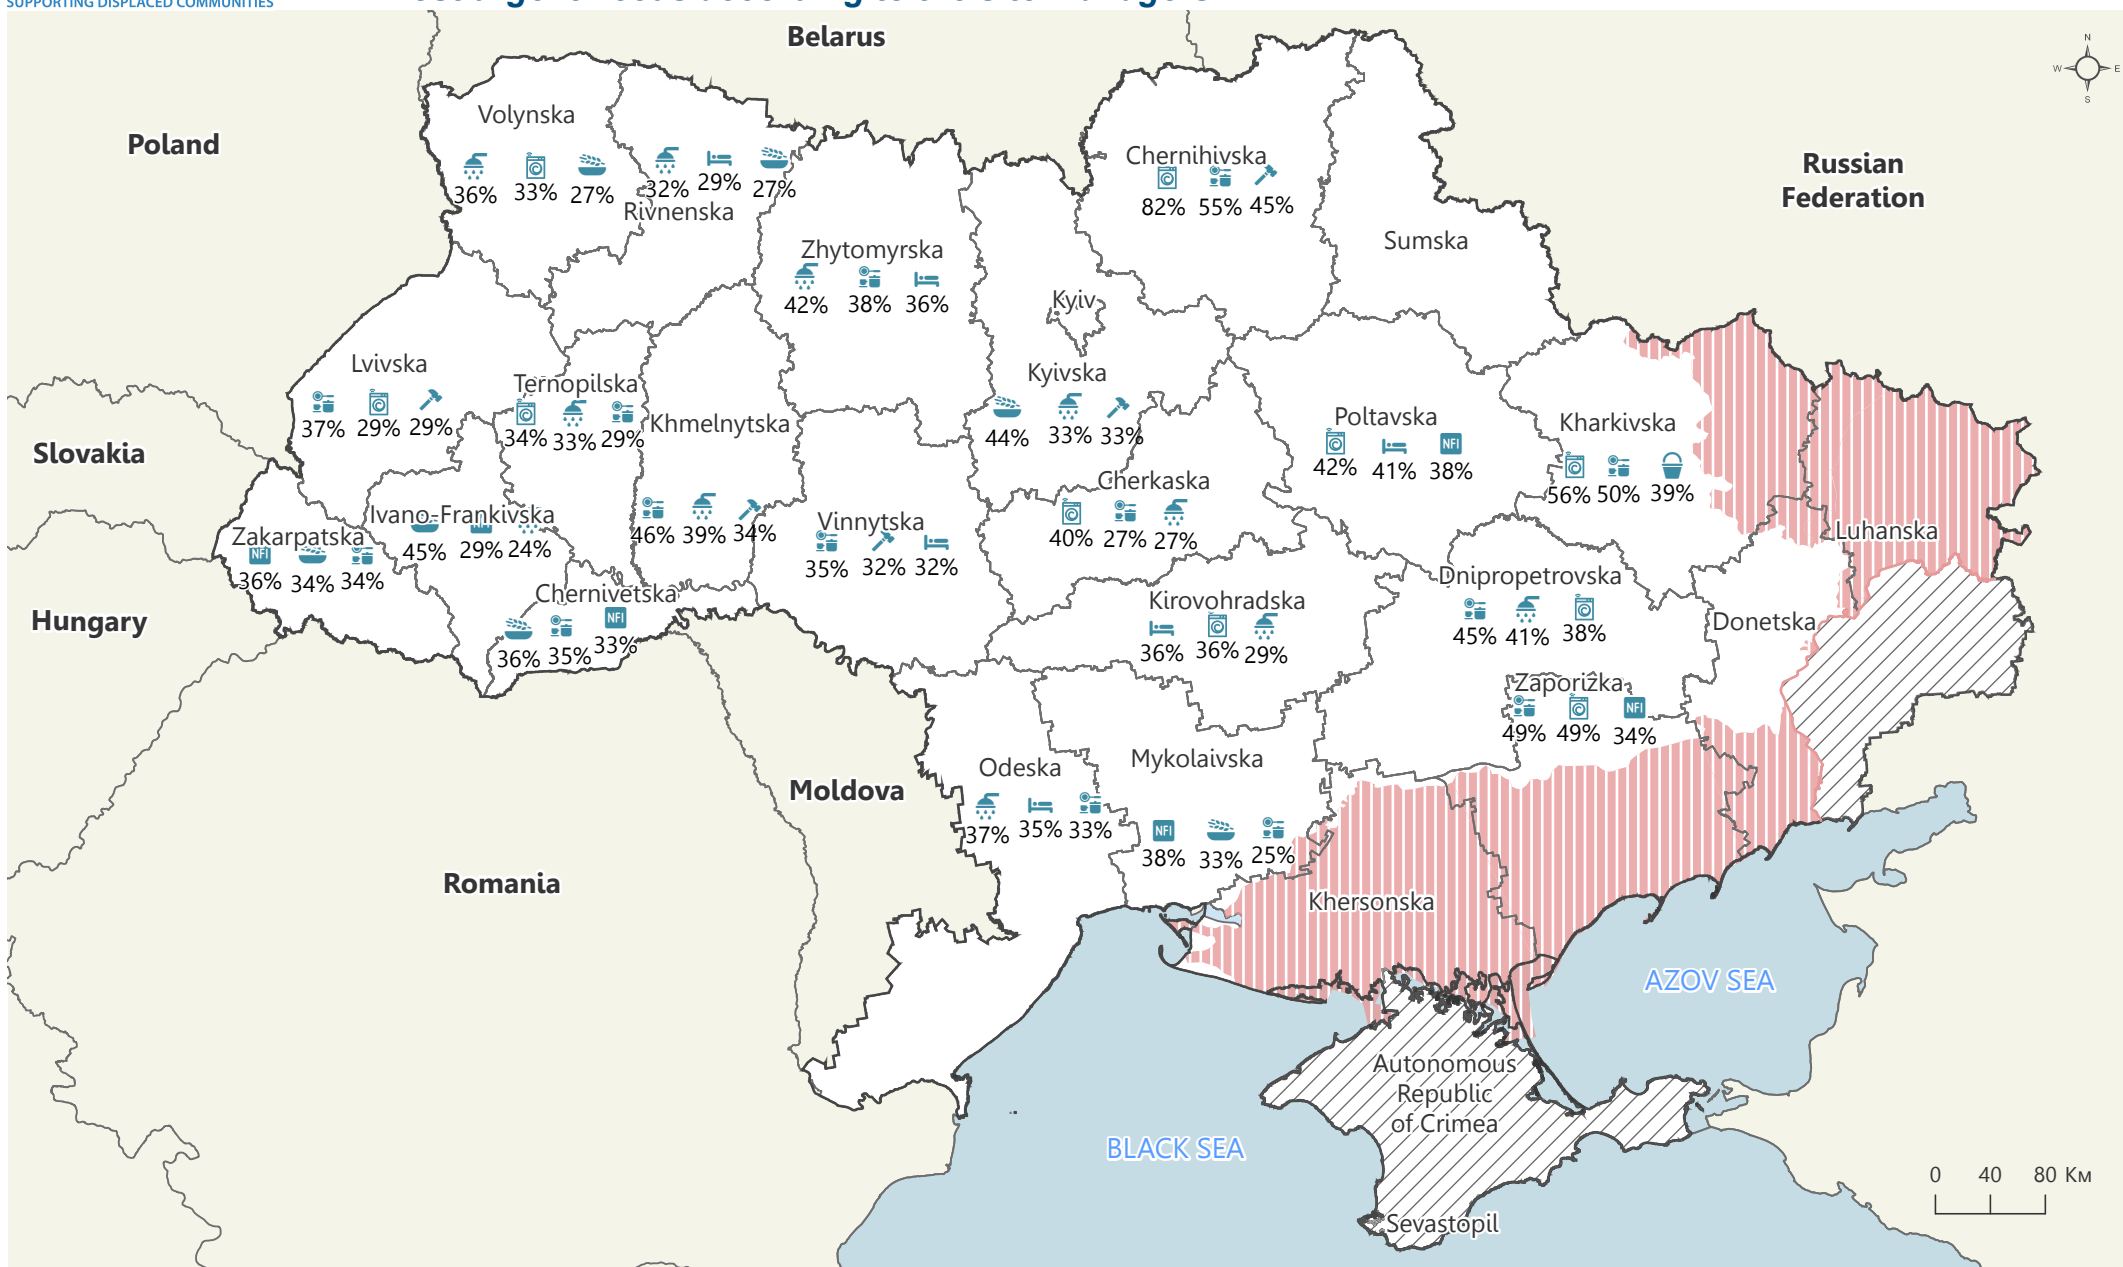 SUPPORTING DISPLACED COMMUNITIES
Belarus
N
W E
S
Poland
Russian
Federation
Volynska
36% 33% 27%
32% 29% 27%
Rivnenska
Zhytomyrska
42% 38% 36%
Chernihivska
82% 55% 45%
Sumska
Kyiv
Lvivska
37% 29% 29%
Ternopilska
34% 33% 29%
Khmelnytska
46% 39% 34%
Kyivska
44% 33% 33%
Poltavska
NFI
42% 41% 38%
Kharkivska
56% 50% 39%
Slovakia
Cherkaska
40% 27% 27%
Ivano-Frankivska
45% 29% 24%
Zakarpatska
NFI
36% 34% 34%
Vinnytska
35% 32% 32%
Luhanska
Chernivetska
NFI
36% 35% 33%
Hungary
Kirovohradska
36% 36% 29%
Dnipropetrovska
45% 41% 38%
Donetska
Zaporizka
NFI
49% 49% 34%
Moldova
Odeska
37% 35% 33%
Mykolaivska
NFI
38% 33% 25%
Romania
Khersonska
AZOV SEA
Autonomous
Republic
of Crimea
BLACK SEA
Sevastopil
0 40 80 Км